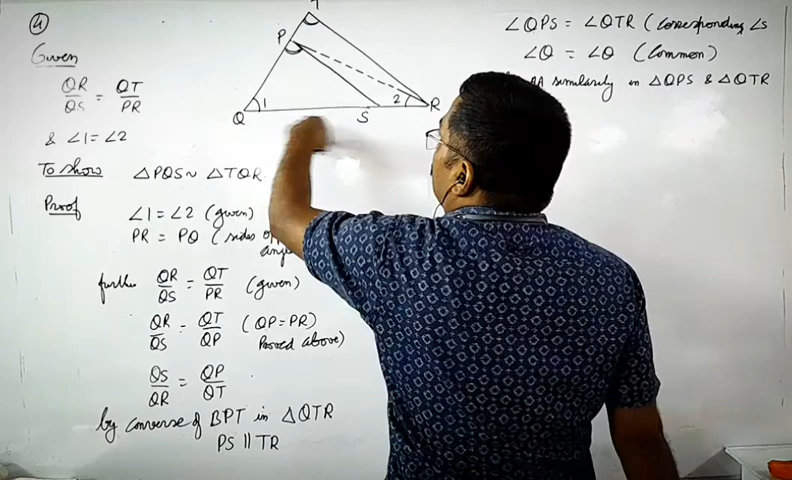 4
Given
QR/QS = QT/PR
& ∠1 = ∠2
To show △PQS ~ △TQR
Proof ∠1 = ∠2 (given)
PR = PQ (sides
further QR/QS = QT/PR (given)
QR/QS = QT/QP (QP = PR)
Proved above)
QS/QR = QP/QT
by converse of BPT in △QTR
PS || TR
T
P
Q 1 S 2 R
∠QPS = ∠QTR (corresponding ∠s
∠Q = ∠Q (common)
AA similarity in △QPS & △QTR